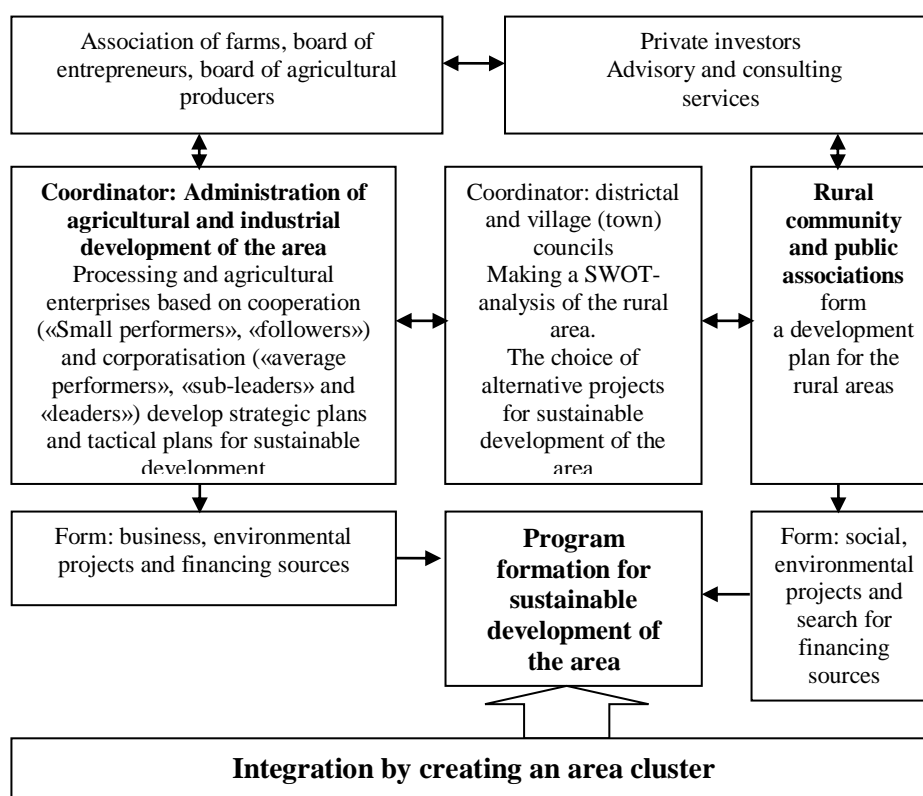 Association of farms, board of
entrepreneurs, board of agricultural
producers
Private investors
Advisory and consulting
services
Coordinator: Administration of
agricultural and industrial
development of the area
Processing and agricultural
enterprises based on cooperation
(«Small performers», «followers»)
and corporatisation («average
performers», «sub-leaders» and
«leaders») develop strategic plans
and tactical plans for sustainable
development
Coordinator: districtal
and village (town)
councils
Making a SWOT-
analysis of the rural
area.
The choice of
alternative projects
for sustainable
development of the
area
Rural
community
and public
associations
form
a development
plan for the
rural areas
Form: business, environmental
projects and financing sources
Program
formation for
sustainable
development of
the area
Form: social,
environmental
projects and
search for
financing
sources
Integration by creating an area cluster